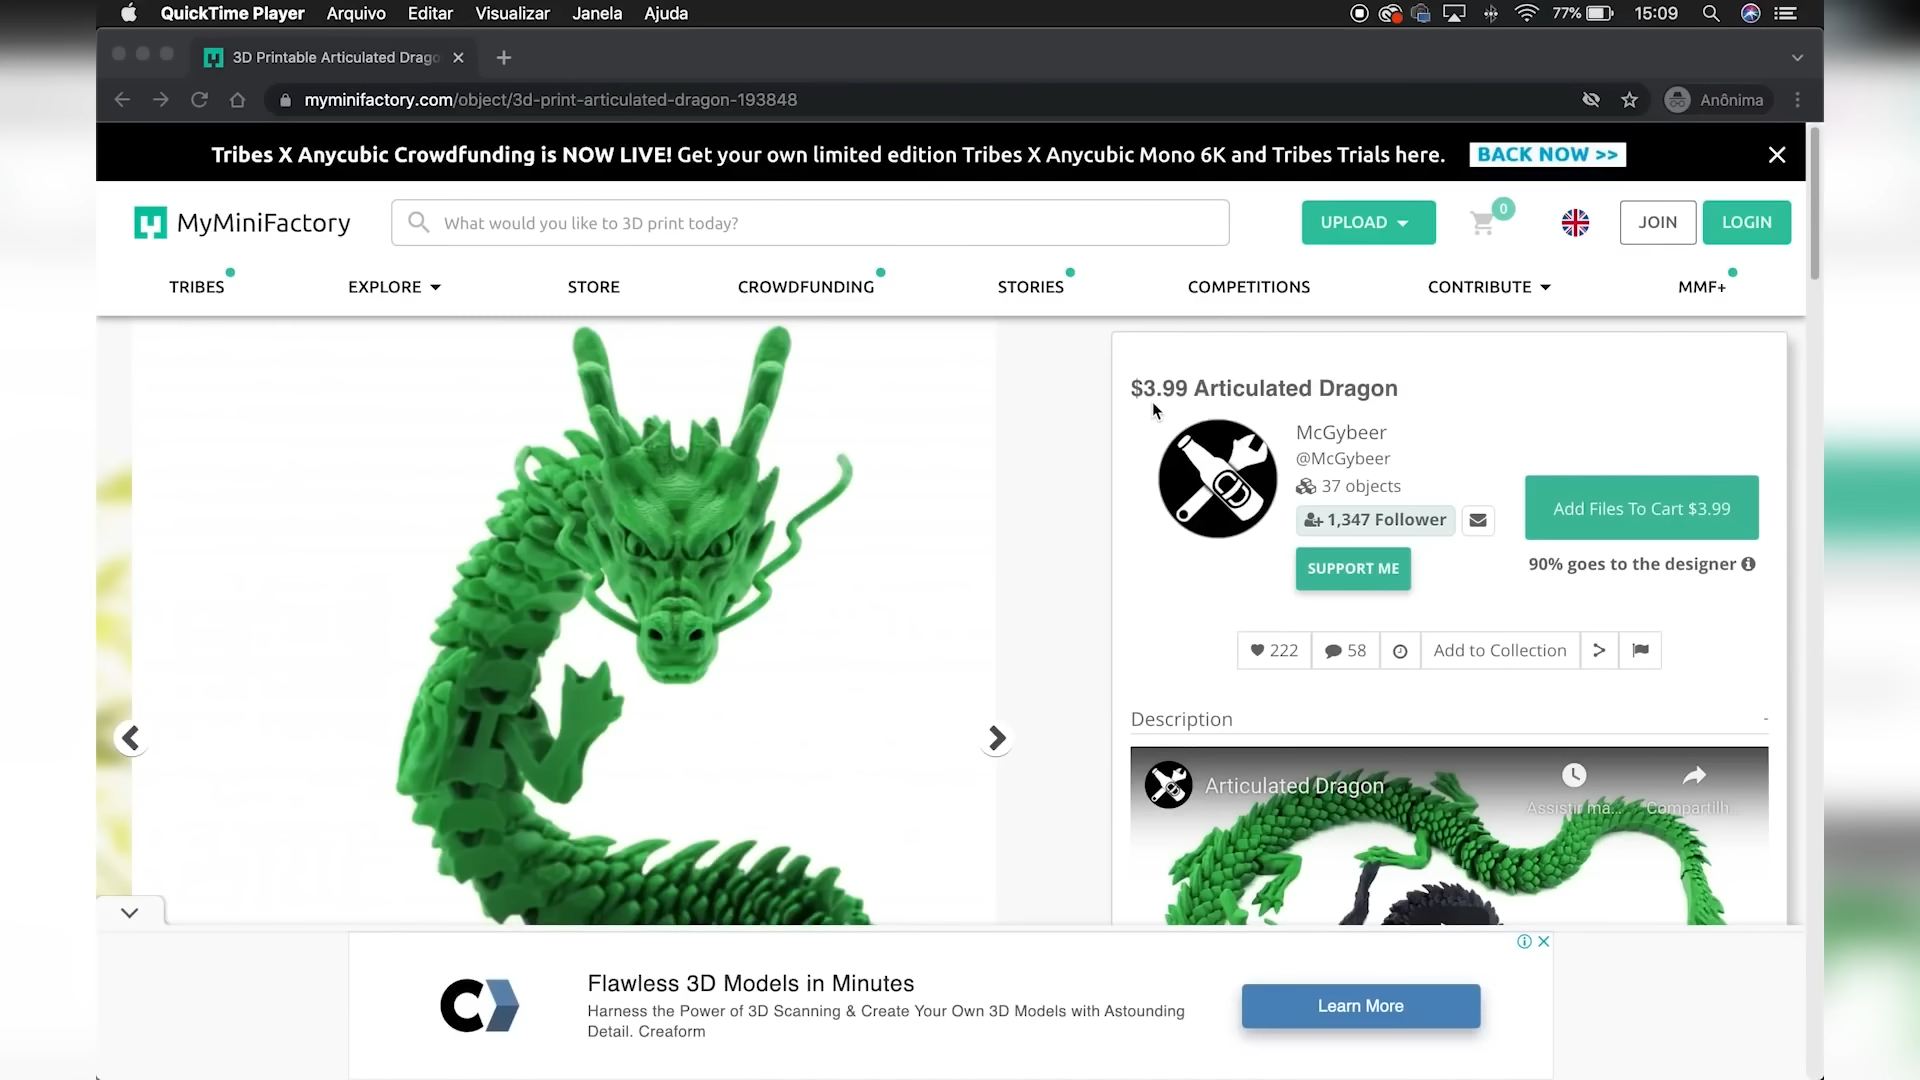 QuickTime Player Arquivo Editar Visualizar Janela Ajuda 77% 15:09
3D Printable Articulated Drago
myminifactory.com/object/3d-print-articulated-dragon-193848 Anônima
Tribes X Anycubic Crowdfunding is NOW LIVE! Get your own limited edition Tribes X Anycubic Mono 6K and Tribes Trials here. BACK NOW >>
MyMiniFactory What would you like to 3D print today? UPLOAD 0 JOIN LOGIN
TRIBES EXPLORE STORE CROWDFUNDING STORIES COMPETITIONS CONTRIBUTE MMF+
$3.99 Articulated Dragon
McGybeer
@McGybeer
37 objects
1,347 Follower
SUPPORT ME
Add Files To Cart $3.99
90% goes to the designer
222 58 Add to Collection
Description -
Articulated Dragon
Assistir ma... Compartilh...
Flawless 3D Models in Minutes
Harness the Power of 3D Scanning & Create Your Own 3D Models with Astounding
Detail. Creaform
Learn More